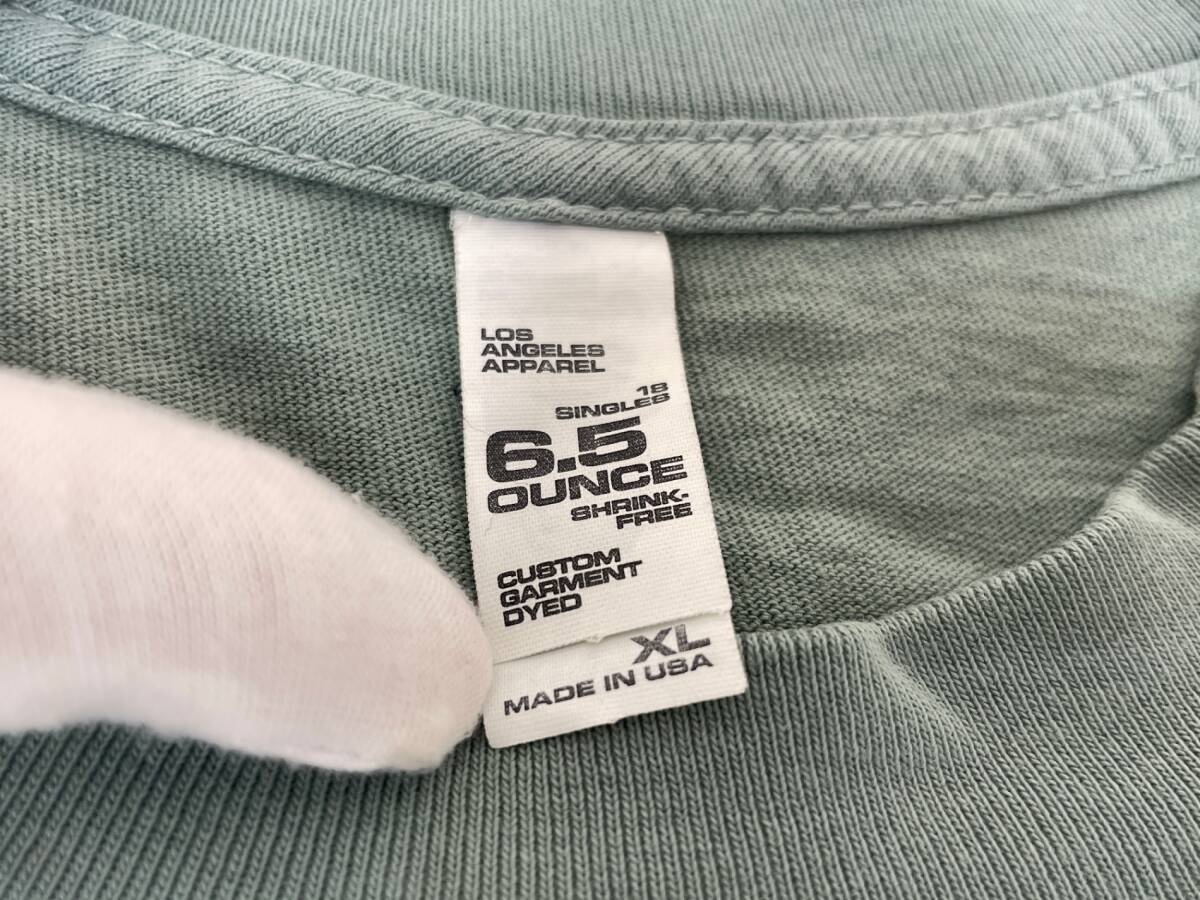 LOS
ANGELES
APPAREL
18
SINGLES
6.5
OUNCE
SHRINK-
FREE
CUSTOM
GARMENT
DYED
XL
MADE IN USA